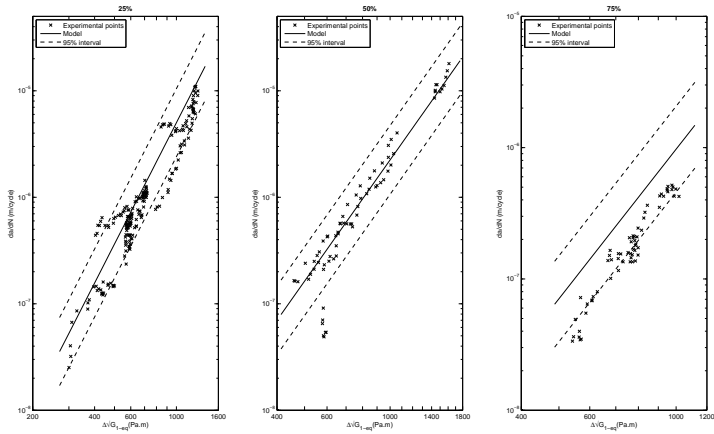 25%
Experimental points
Model
95% interval
10⁻⁵
10⁻⁶
10⁻⁷
10⁻⁸
da/dN (m/cycle)
200 400 600 1000 1600
Δ√G1−eq(Pa.m)
50%
Experimental points
Model
95% interval
10⁻⁵
10⁻⁶
10⁻⁷
10⁻⁸
da/dN (m/cycle)
400 600 1000 1400 1800
Δ√G1−eq(Pa.m)
75%
Experimental points
Model
95% interval
10⁻⁵
10⁻⁶
10⁻⁷
10⁻⁸
da/dN (m/cycle)
400 600 800 1000 1200
Δ√G1−eq(Pa.m)